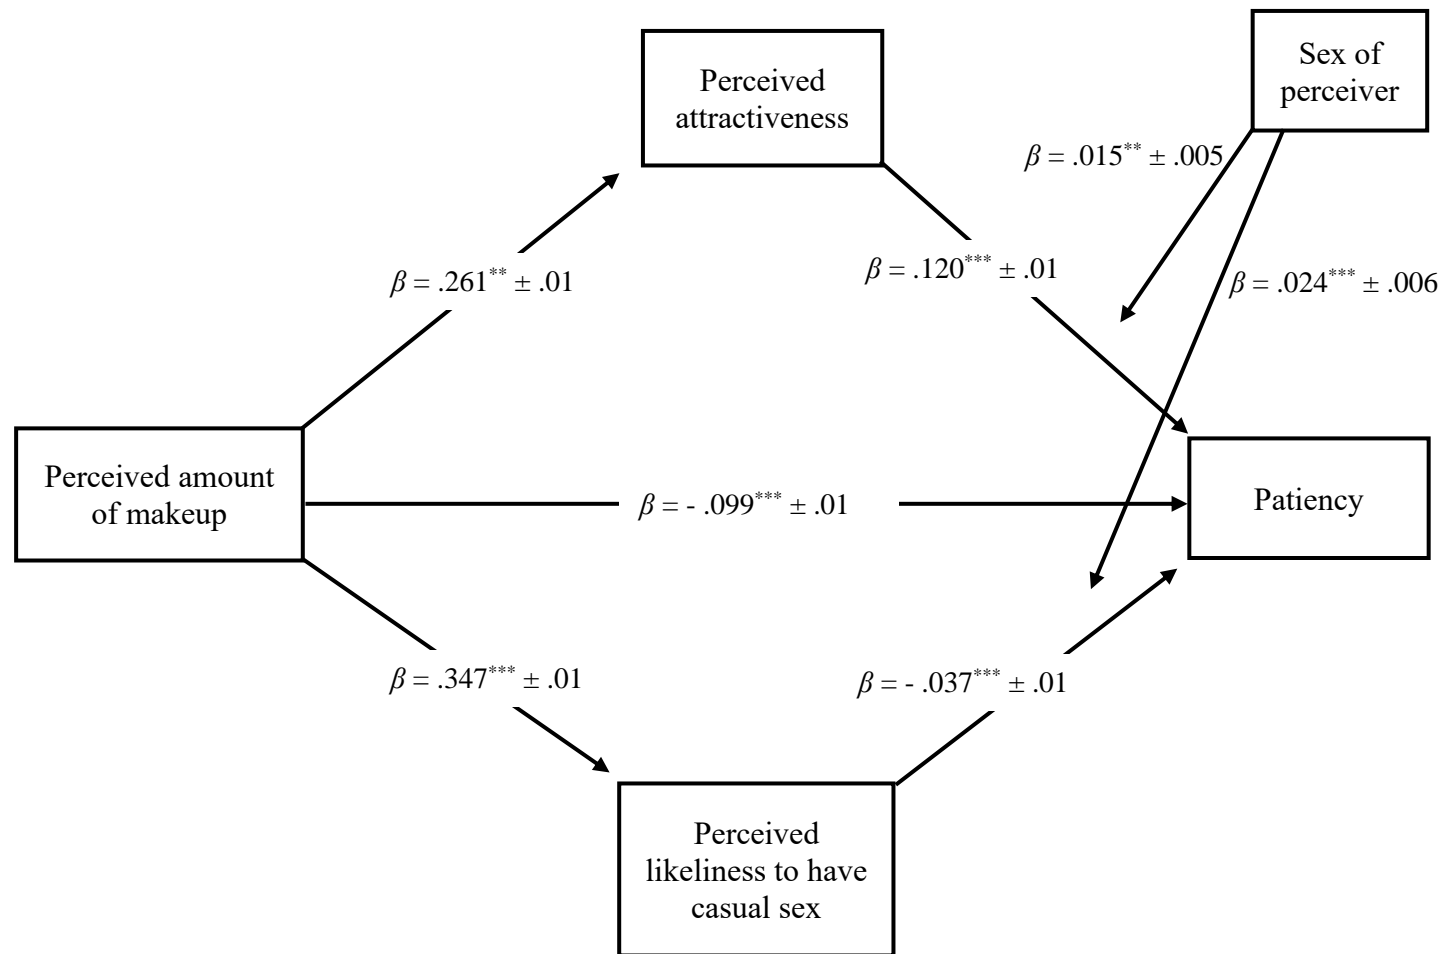 Sex of
perceiver
Perceived
attractiveness
β = .015** ± .005
β = .120*** ± .01
β = .261** ± .01
β = .024*** ± .006
Perceived amount
of makeup
β = - .099*** ± .01
Patiency
β = .347*** ± .01
β = - .037*** ± .01
Perceived
likeliness to have
casual sex